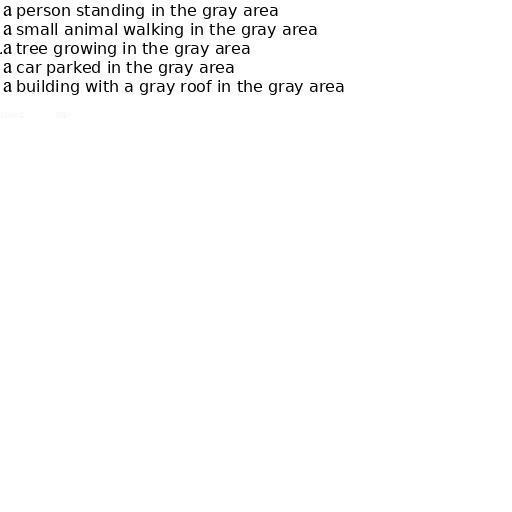 a person standing in the gray area
a small animal walking in the gray area
.a tree growing in the gray area
a car parked in the gray area
a building with a gray roof in the gray area